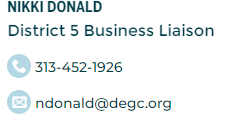 NIKKI DONALD
District 5 Business Liaison
313-452-1926
ndonald@degc.org